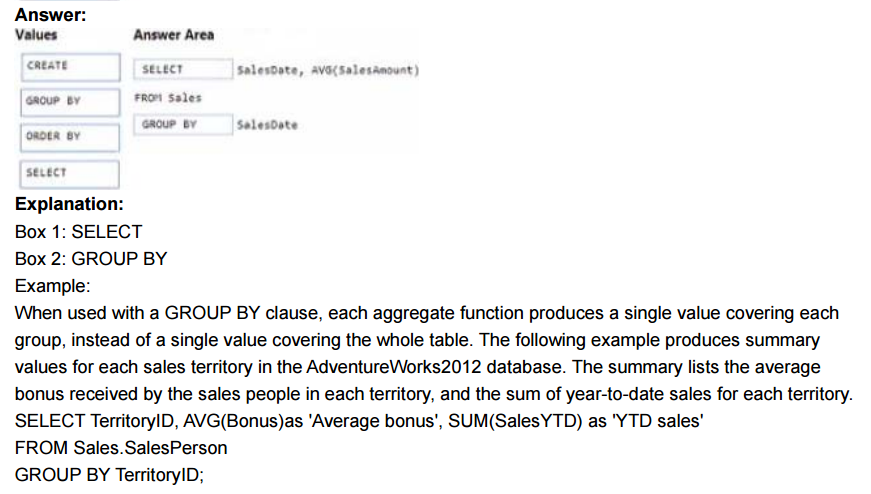 Answer:
Values Answer Area
CREATE
SELECT SalesDate, AVG(SalesAmount)
GROUP BY
FROM Sales
GROUP BY SalesDate
ORDER BY
SELECT
Explanation:
Box 1: SELECT
Box 2: GROUP BY
Example:
When used with a GROUP BY clause, each aggregate function produces a single value covering each
group, instead of a single value covering the whole table. The following example produces summary
values for each sales territory in the AdventureWorks2012 database. The summary lists the average
bonus received by the sales people in each territory, and the sum of year-to-date sales for each territory.
SELECT TerritoryID, AVG(Bonus)as 'Average bonus', SUM(SalesYTD) as 'YTD sales'
FROM Sales.SalesPerson
GROUP BY TerritoryID;